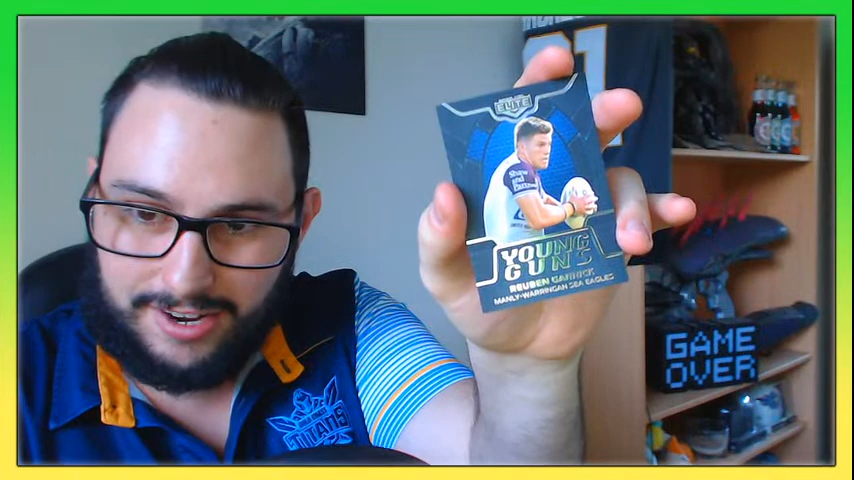 ELITE
YOUNG
GUNS
REUBEN GARRICK
MANLY-WARRINGAH SEA EAGLES
TITANS
GAME
OVER